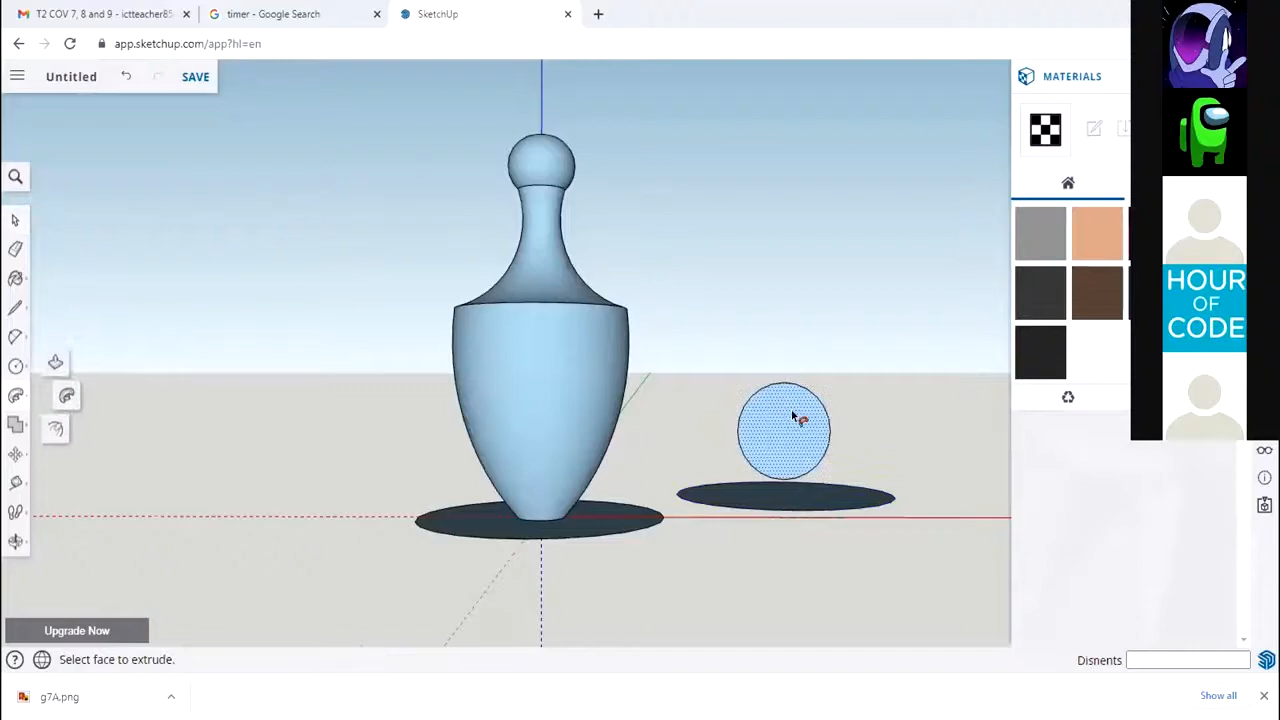 T2 COV 7, 8 and 9 - ictteacher85
timer - Google Search
SketchUp
app.sketchup.com/app?hl=en
Untitled
SAVE
MATERIALS
HOUR
OF
CODE
Upgrade Now
Select face to extrude.
g7A.png
Show all